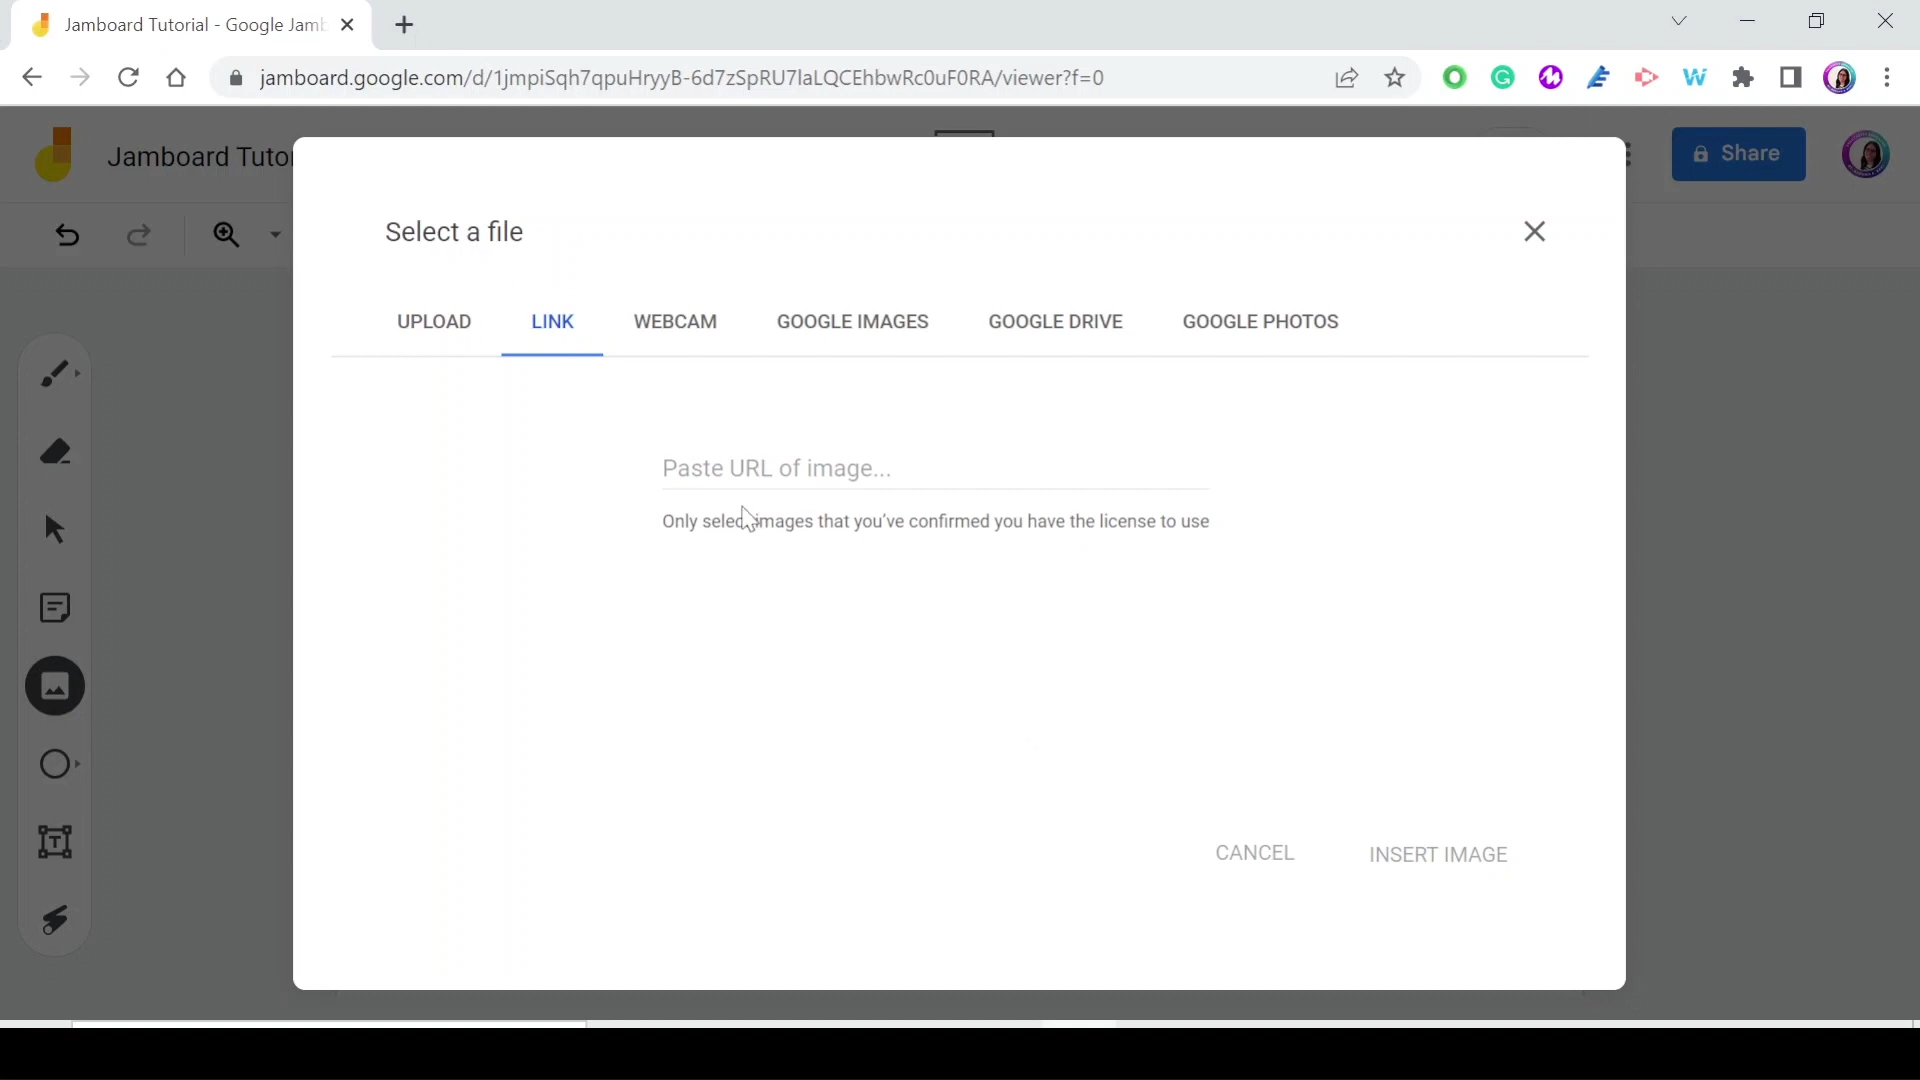 Jamboard Tutorial - Google Jamb
jamboard.google.com/d/1jmpiSqh7qpuHryyB-6d7zSpRU7laLQCEhbwRc0uF0RA/viewer?f=0
Jamboard Tutor
Share
Select a file
UPLOAD LINK WEBCAM GOOGLE IMAGES GOOGLE DRIVE GOOGLE PHOTOS
Paste URL of image...
Only select images that you've confirmed you have the license to use
CANCEL INSERT IMAGE